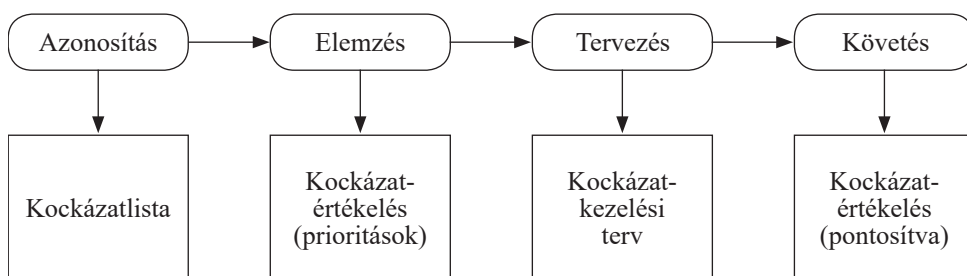 Azonosítás
Elemzés
Tervezés
Követés
Kockázatlista
Kockázat-
értékelés
(prioritások)
Kockázat-
kezelési
terv
Kockázat-
értékelés
(pontosítva)